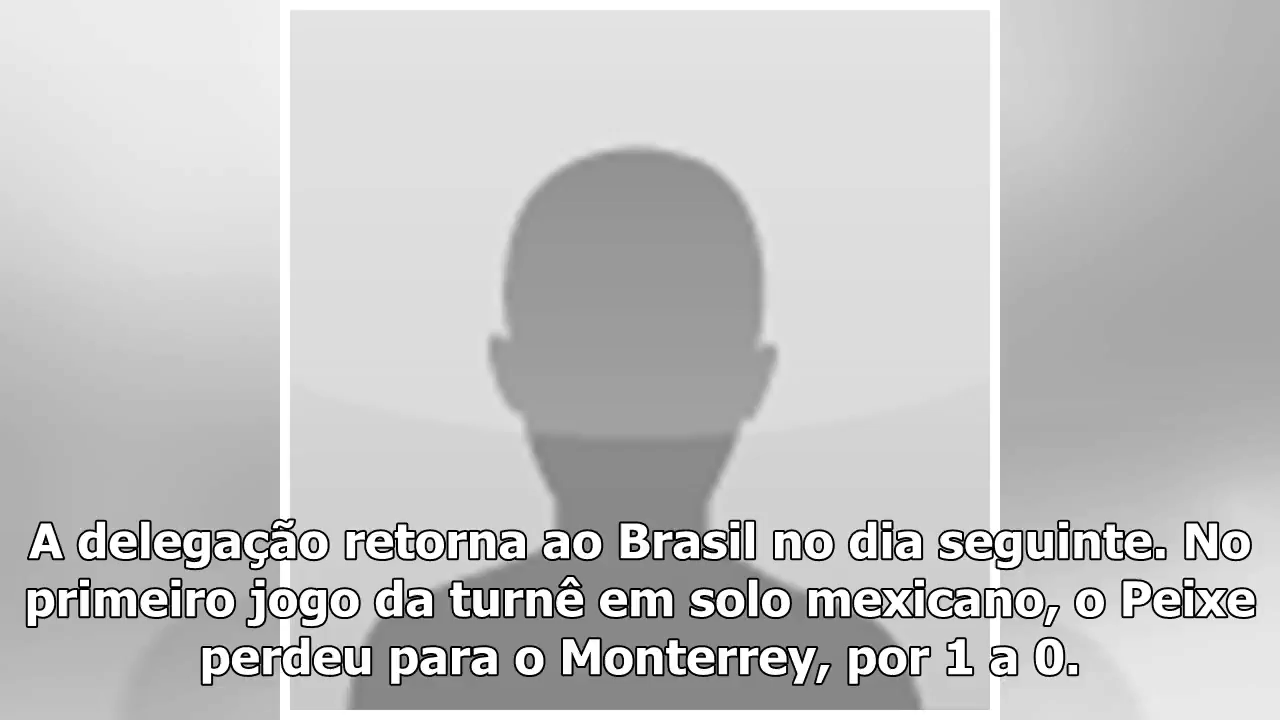 A delegação retorna ao Brasil no dia seguinte. No
primeiro jogo da turnê em solo mexicano, o Peixe
perdeu para o Monterrey, por 1 a 0.